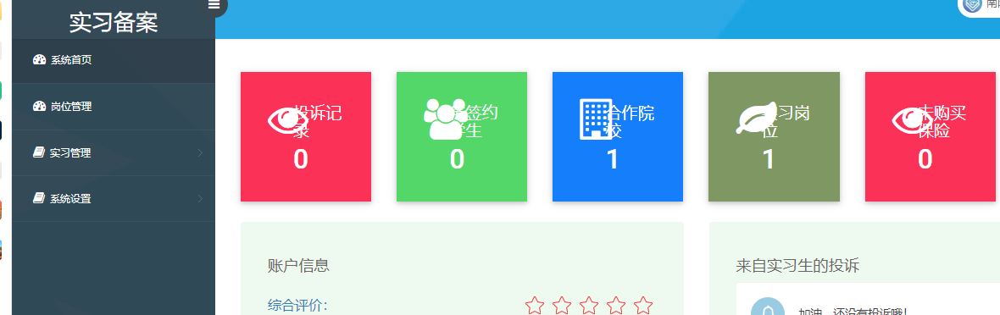 实习备案
系统首页
岗位管理
实习管理
系统设置
投诉记
录
0
签约
学生
0
合作院
校
1
实习岗
位
1
未购买
保险
0
账户信息
综合评价:
来自实习生的投诉
加油，还没有投诉哦!